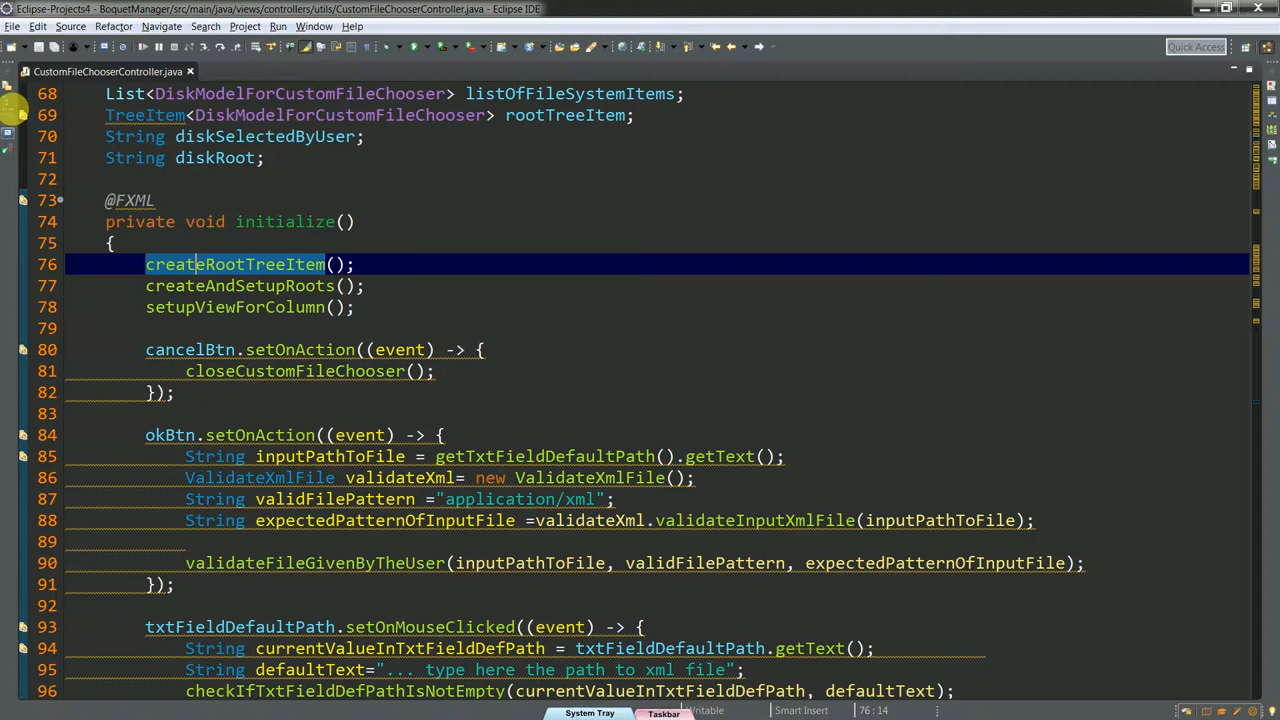 Eclipse-Projects4 - BoquetManager/src/main/java/views/controllers/utils/CustomFileChooserController.java - Eclipse IDE
File Edit Source Refactor Navigate Search Project Run Window Help
Quick Access
CustomFileChooserController.java
68 List<DiskModelForCustomFileChooser> listOfFileSystemItems;
69 TreeItem<DiskModelForCustomFileChooser> rootTreeItem;
70 String diskSelectedByUser;
71 String diskRoot;
72
73 @FXML
74 private void initialize()
75 {
76 createRootTreeItem();
77 createAndSetupRoots();
78 setupViewForColumn();
79
80 cancelBtn.setOnAction((event) -> {
81 closeCustomFileChooser();
82 });
83
84 okBtn.setOnAction((event) -> {
85 String inputPathToFile = getTxtFieldDefaultPath().getText();
86 ValidateXmlFile validateXml= new ValidateXmlFile();
87 String validFilePattern ="application/xml";
88 String expectedPatternOfInputFile =validateXml.validateInputXmlFile(inputPathToFile);
89
90 validateFileGivenByTheUser(inputPathToFile, validFilePattern, expectedPatternOfInputFile);
91 });
92
93 txtFieldDefaultPath.setOnMouseClicked((event) -> {
94 String currentValueInTxtFieldDefPath = txtFieldDefaultPath.getText();
95 String defaultText="... type here the path to xml file";
96 checkIfTxtFieldDefPathIsNotEmpty(currentValueInTxtFieldDefPath, defaultText);
System Tray Taskbar Writable Smart Insert 76 : 14